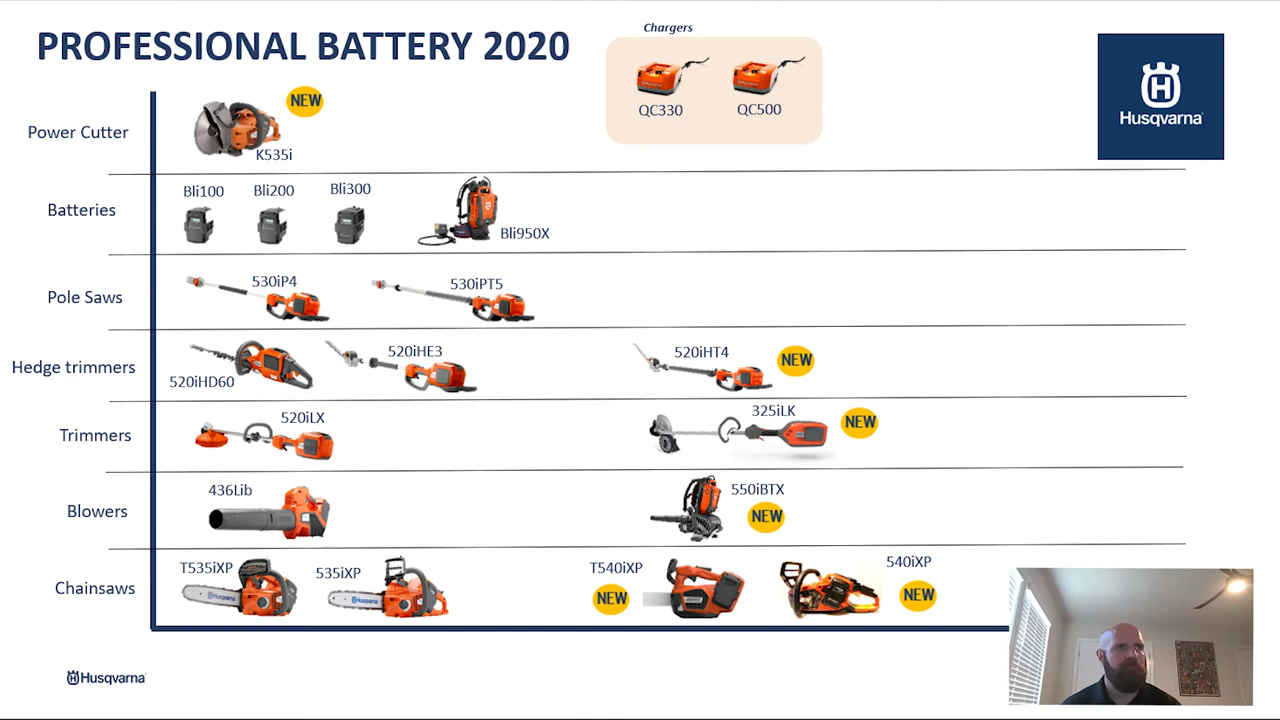 PROFESSIONAL BATTERY 2020
Chargers
QC330
QC500
Husqvarna
Power Cutter
NEW
K535i
Batteries
Bli100
Bli200
Bli300
Bli950X
Pole Saws
530iP4
530iPT5
Hedge trimmers
520iHD60
520iHE3
520iHT4
NEW
Trimmers
520iLX
325iLK
NEW
Blowers
436Lib
550iBTX
NEW
Chainsaws
T535iXP
Husqvarna
535iXP
Husqvarna
T540iXP
NEW
540iXP
NEW
Husqvarna